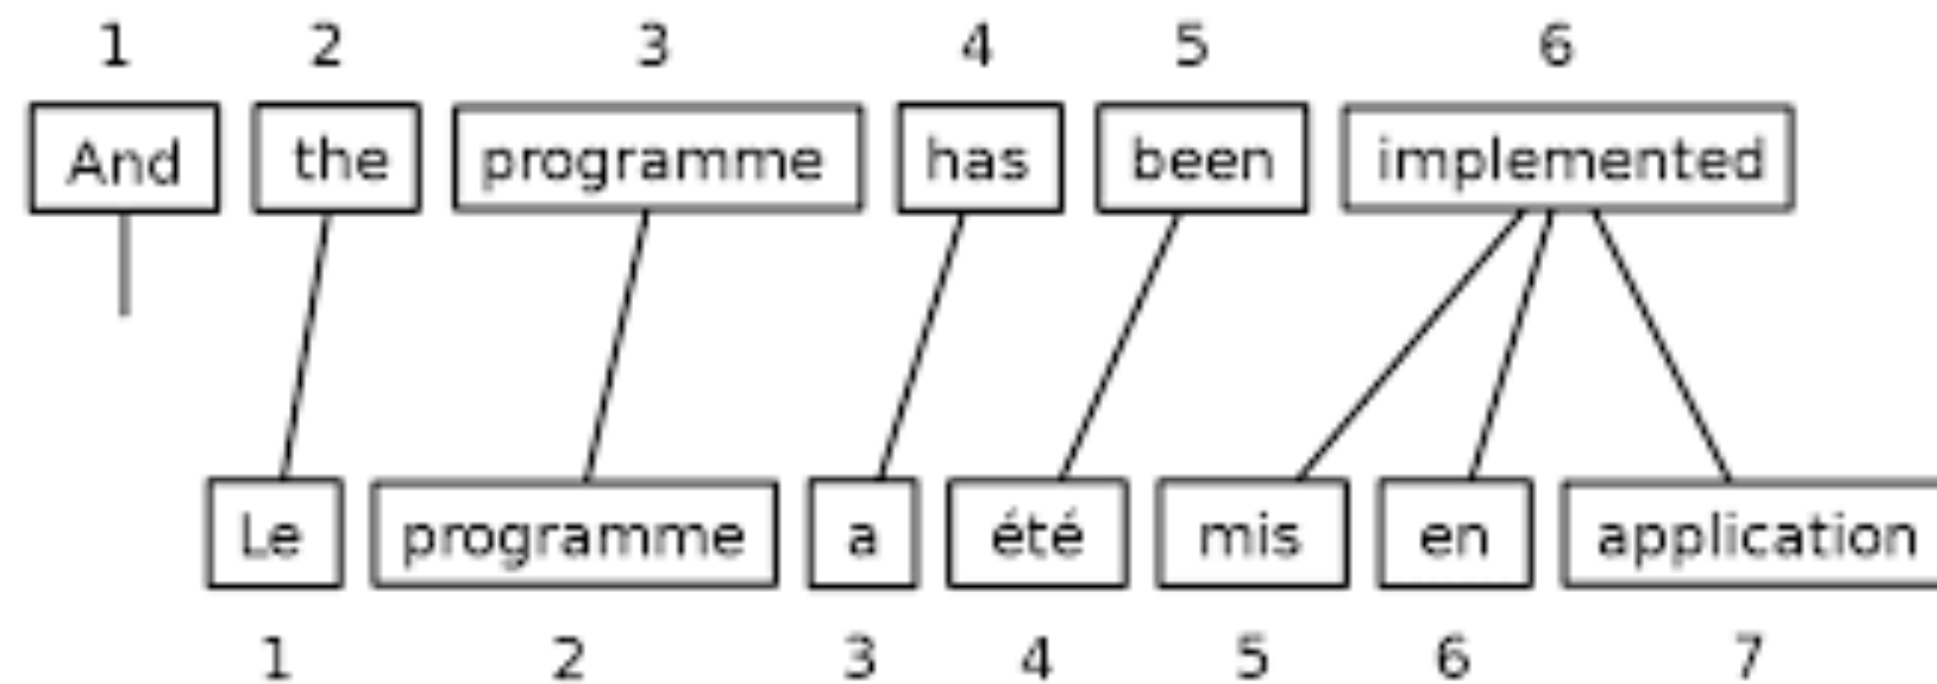 1 2 3 4 5 6
And the programme has been implemented
Le programme a été mis en application
1 2 3 4 5 6 7